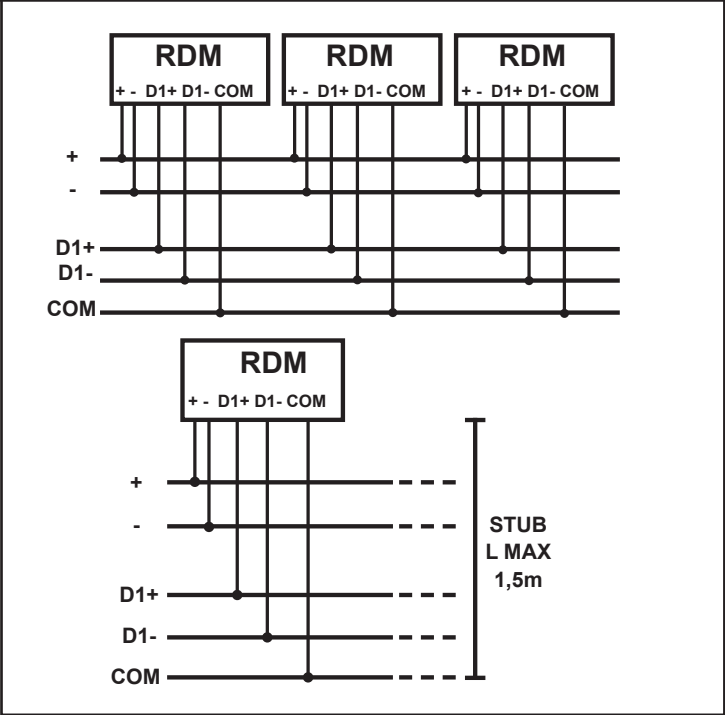 RDM RDM RDM
+ - D1+ D1- COM + - D1+ D1- COM + - D1+ D1- COM
+
-
D1+
D1-
COM
RDM
+ - D1+ D1- COM
+
-
STUB
L MAX
1,5m
D1+
D1-
COM